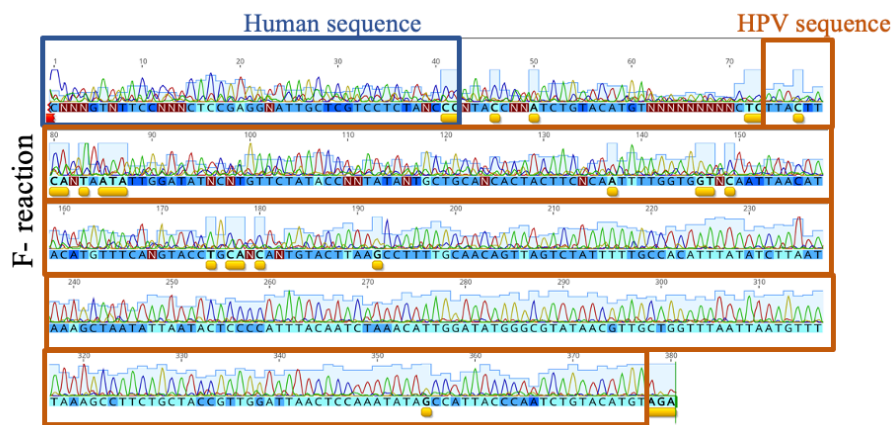 Human sequence HPV sequence
F- reaction
1 10 20 30 40 50 60 70
CNNNGTNTTCCNNNCTCCGAGGNATTGCTCGTCCTCTANCCCNTACCNNATCGTACATGTNNNNNNNNNNCTCTTACTT
80 90 100 110 120 130 140 150
CANTAATATTGGATATNCNTGTTCTATACCNNTATANTGCTGCANCACTACTTCNCAATTTTGGTGGTNCAATTAACAT
160 170 180 190 200 210 220 230
ACATGTTTCANGTACCTGCANCANTGTACTTAAGCCTTTTGCAACAGTTAGTCTATTTTTGCCACATTTATATCTTAAT
240 250 260 270 280 290 300 310
AAAGCTAATATTAATACTCCCCATTTACAATCTAAACATTGGATATGGGCGTATAACGTTGCTGGTTTAATTAATGTTT
320 330 340 350 360 370 380
TAAAGCCTTCTGCTACCGTTGGATTAACTCCAAATATAGCCATTACCCAATCTGTACATGTAGA